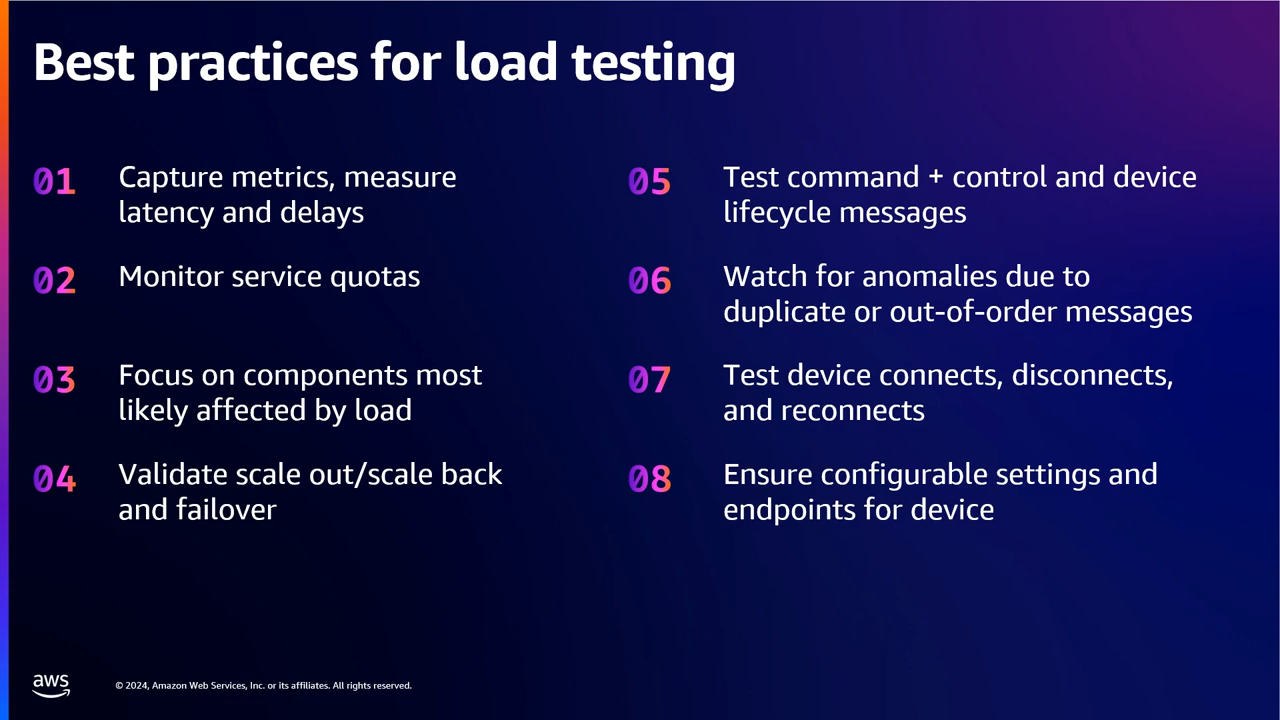 Best practices for load testing
01 Capture metrics, measure
latency and delays
02 Monitor service quotas
03 Focus on components most
likely affected by load
04 Validate scale out/scale back
and failover
05 Test command + control and device
lifecycle messages
06 Watch for anomalies due to
duplicate or out-of-order messages
07 Test device connects, disconnects,
and reconnects
08 Ensure configurable settings and
endpoints for device
aws
© 2024, Amazon Web Services, Inc. or its affiliates. All rights reserved.